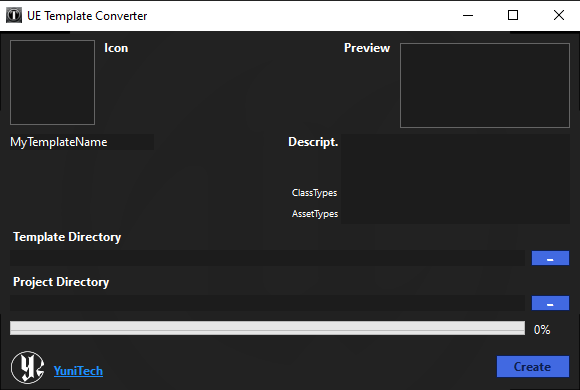 UE Template Converter
Icon
Preview
MyTemplateName
Descript.
ClassTypes
AssetTypes
Template Directory
Project Directory
0%
YuniTech
Create